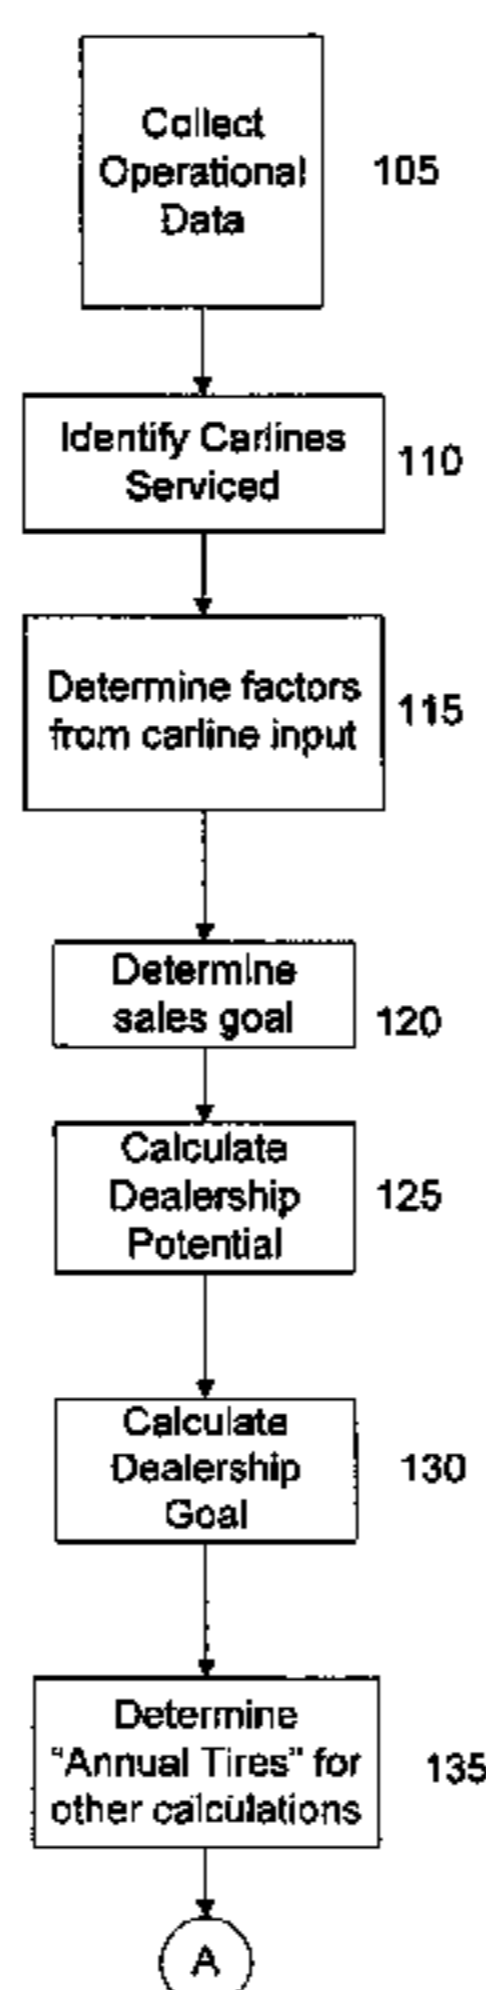 Collect
Operational
Data
105
Identify Carlines
Serviced
110
Determine factors
from carline input
115
Determine
sales goal
120
Calculate
Dealership
Potential
125
Calculate
Dealership
Goal
130
Determine
"Annual Tires" for
other calculations
135
A